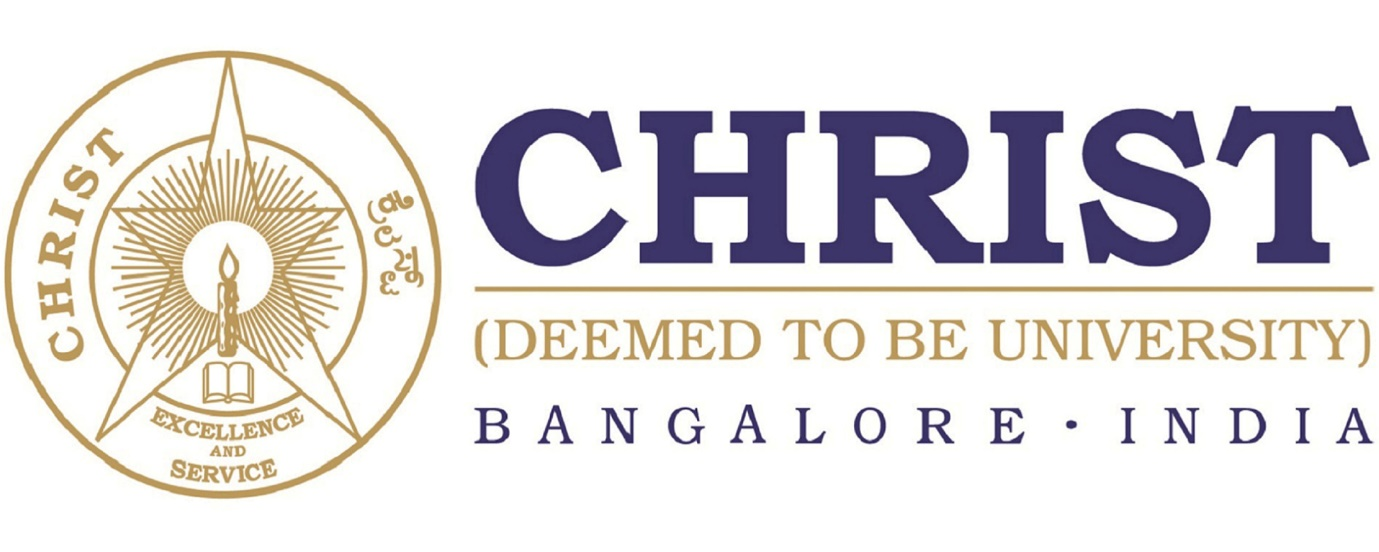 CHRIST
ಕ್ರೈಸ್ಟ್
EXCELLENCE
AND
SERVICE
CHRIST
(DEEMED TO BE UNIVERSITY)
BANGALORE · INDIA